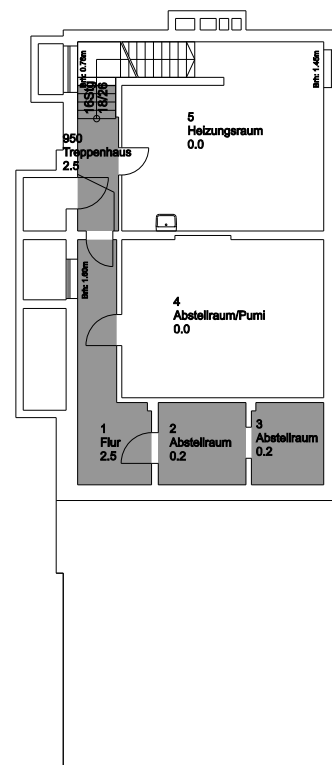 Brh: 0.76m
Brh: 1.45m
16Stg
18/26
950
Treppenhaus
2.5
5
Heizungsraum
0.0
Brh: 1.60m
4
Abstellraum/Pumi
0.0
1
Flur
2.5
2
Abstellraum
0.2
3
Abstellraum
0.2